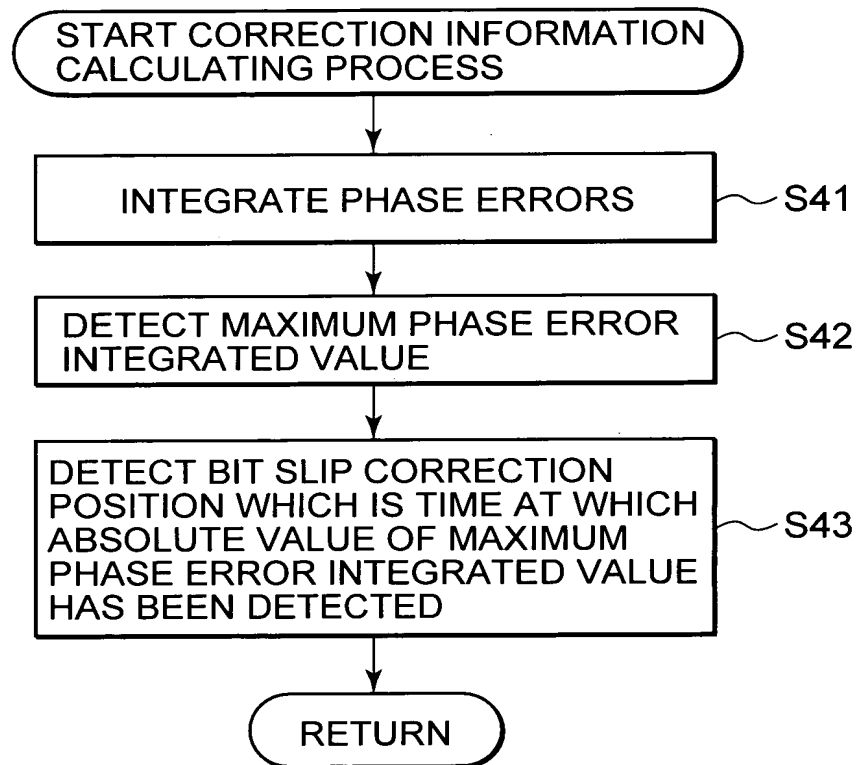 START CORRECTION INFORMATION
CALCULATING PROCESS
INTEGRATE PHASE ERRORS
S41
DETECT MAXIMUM PHASE ERROR
INTEGRATED VALUE
S42
DETECT BIT SLIP CORRECTION
POSITION WHICH IS TIME AT WHICH
ABSOLUTE VALUE OF MAXIMUM
PHASE ERROR INTEGRATED VALUE
HAS BEEN DETECTED
S43
RETURN